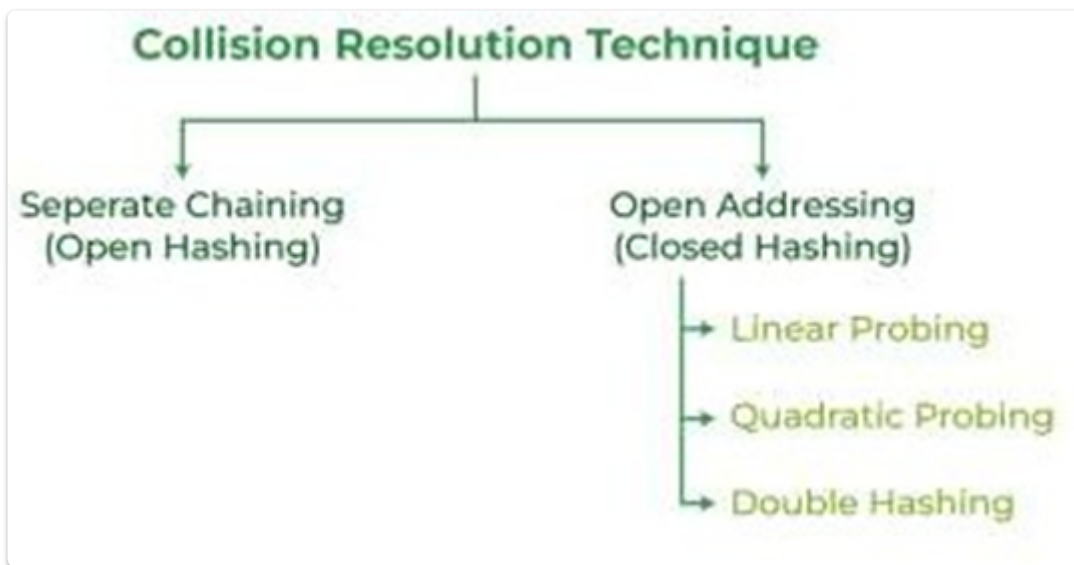 Collision Resolution Technique
Seperate Chaining
(Open Hashing)
Open Addressing
(Closed Hashing)
Linear Probing
Quadratic Probing
Double Hashing